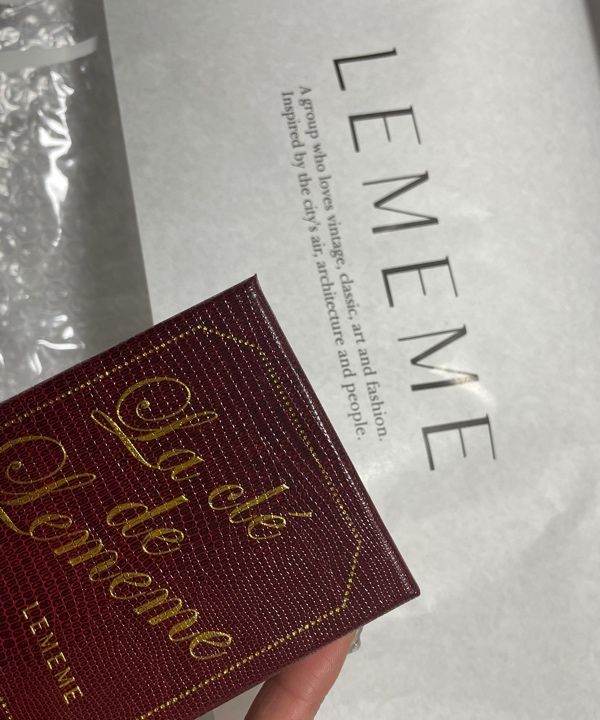 LEMEME
A group who loves vintage, classic, art and fashion.
Inspired by the city's air, architecture and people.
La clé
de
Lememe
LEMEME